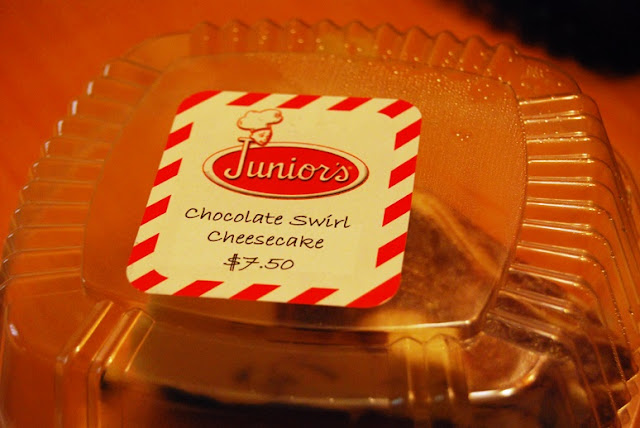 Junior's
Chocolate Swirl
Cheesecake
$7.50